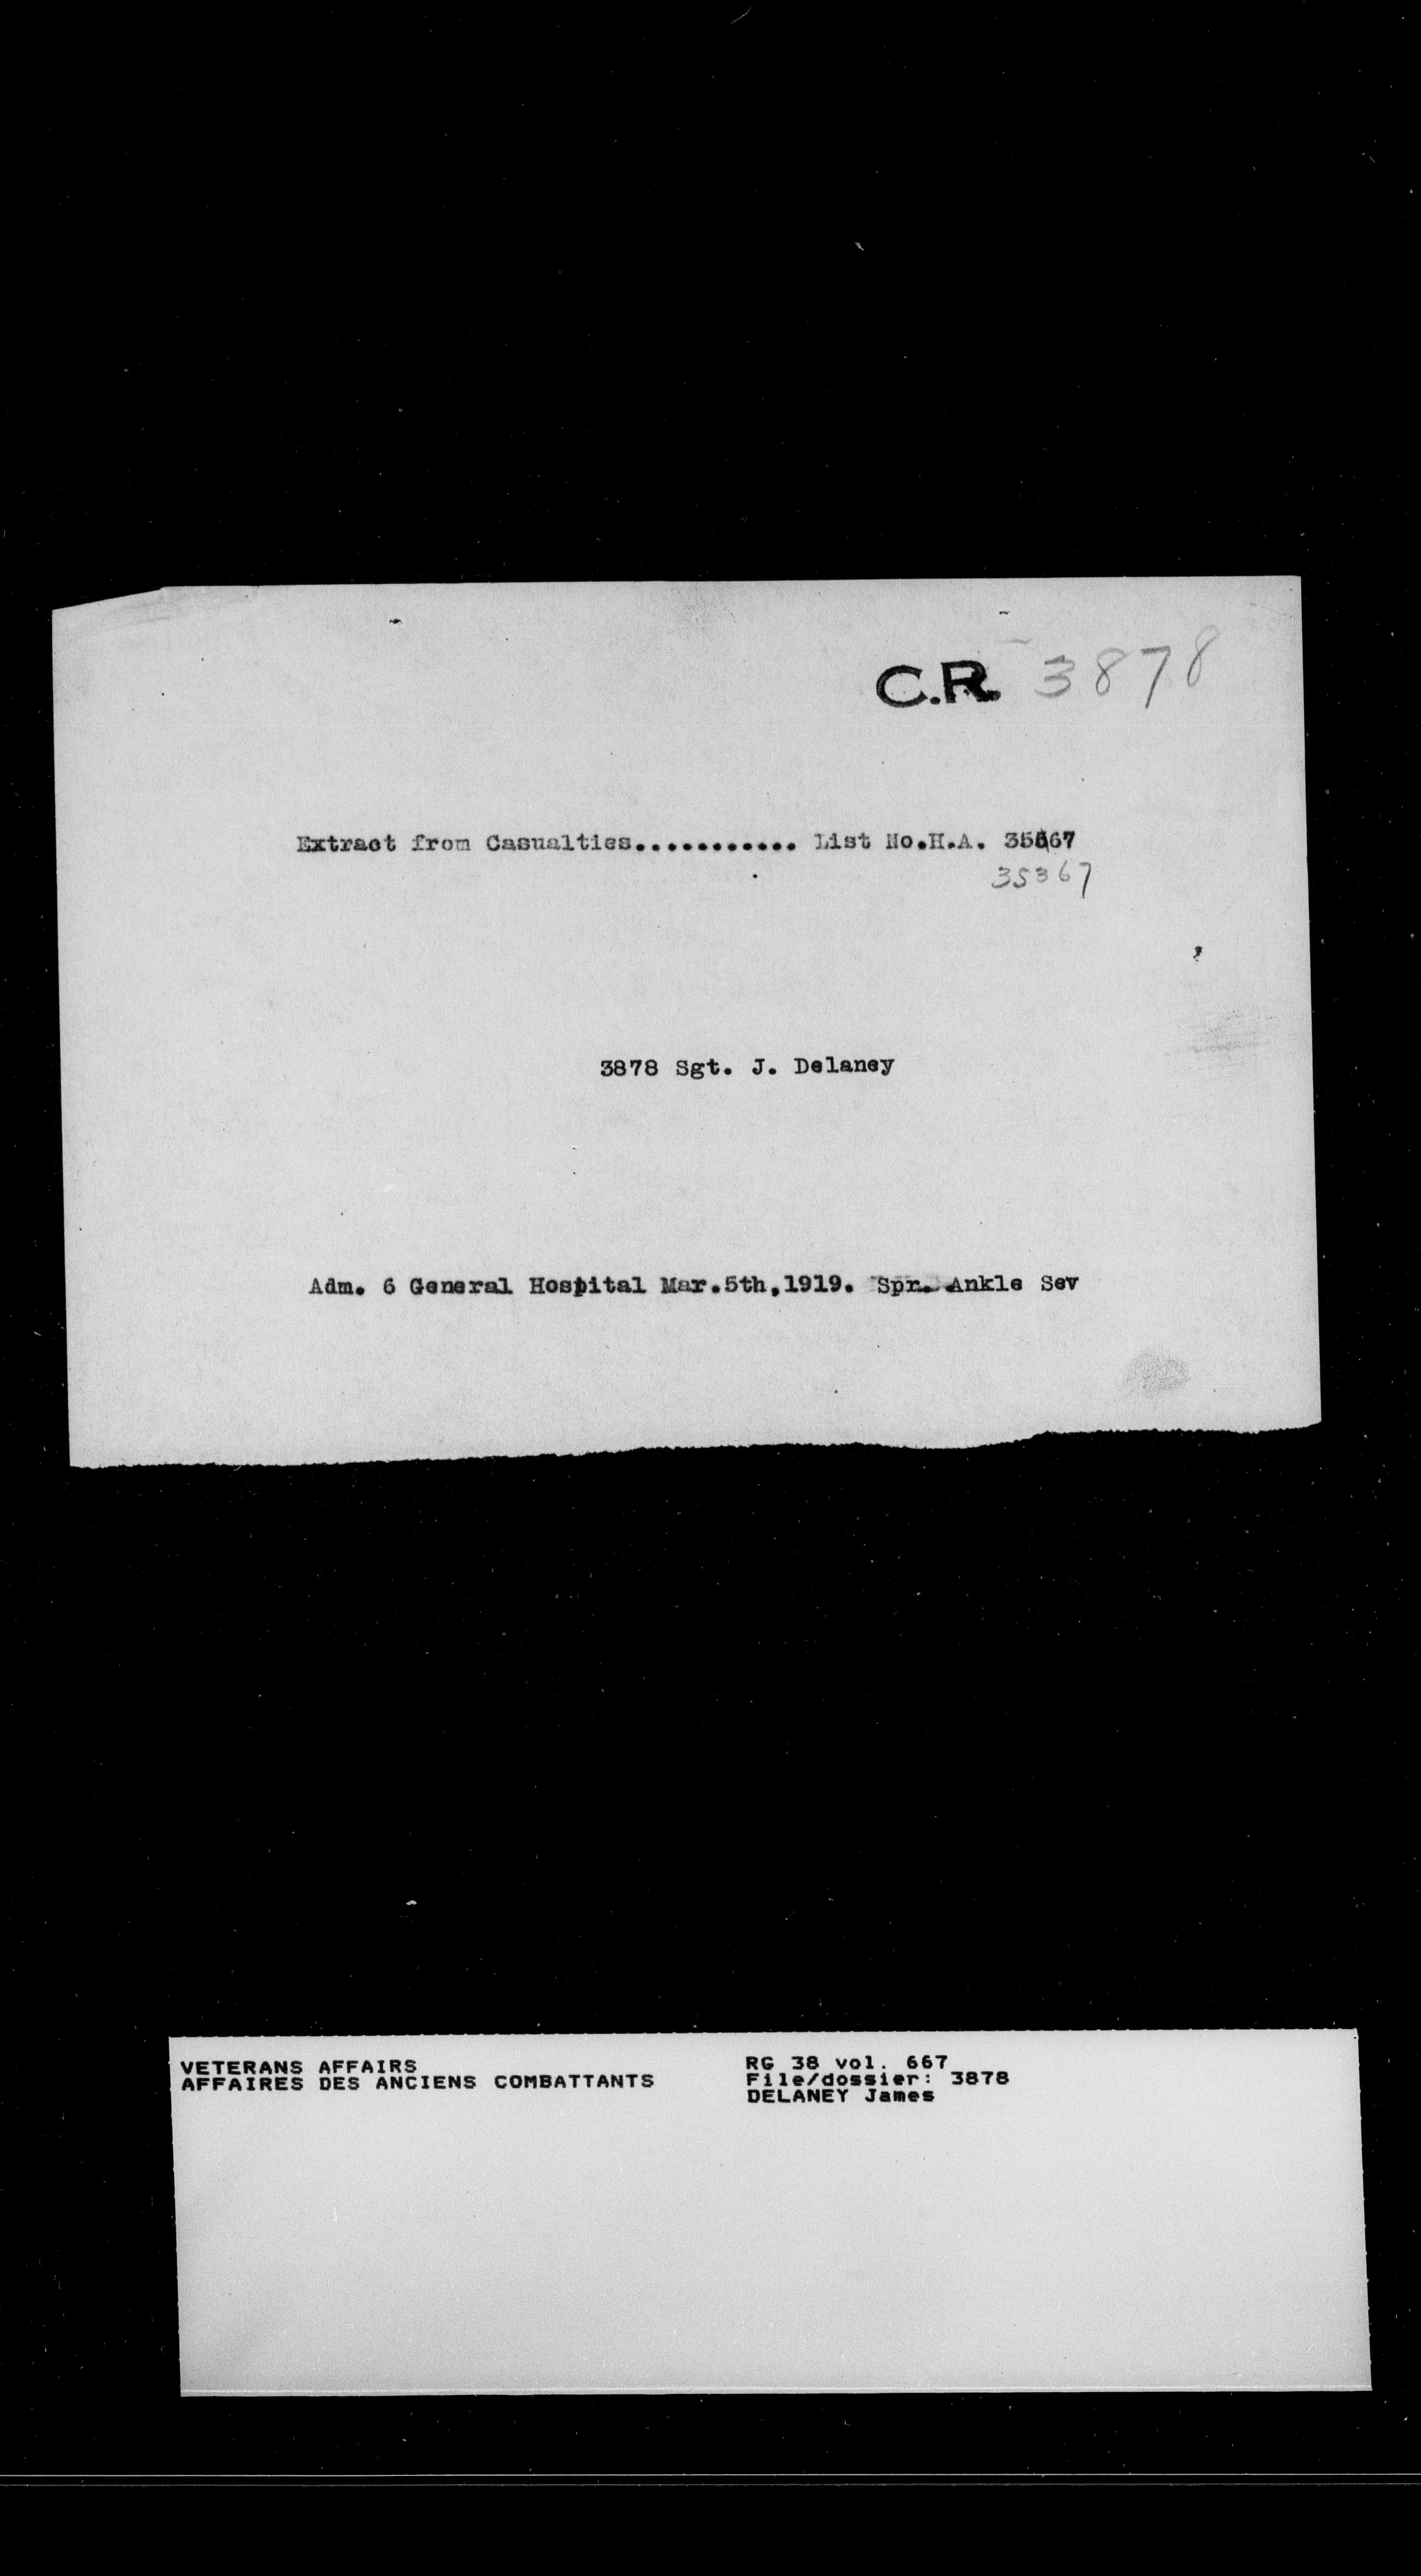 C.R. 3878
Extract from Casualties............ List No.H.A. 35567
35367
3878 Sgt. J. Delaney
Adm. 6 General Hospital Mar.5th,1919. Spr. Ankle Sev
VETERANS AFFAIRS
AFFAIRES DES ANCIENS COMBATTANTS
RG 38 vol. 667
File/dossier: 3878
DELANEY James